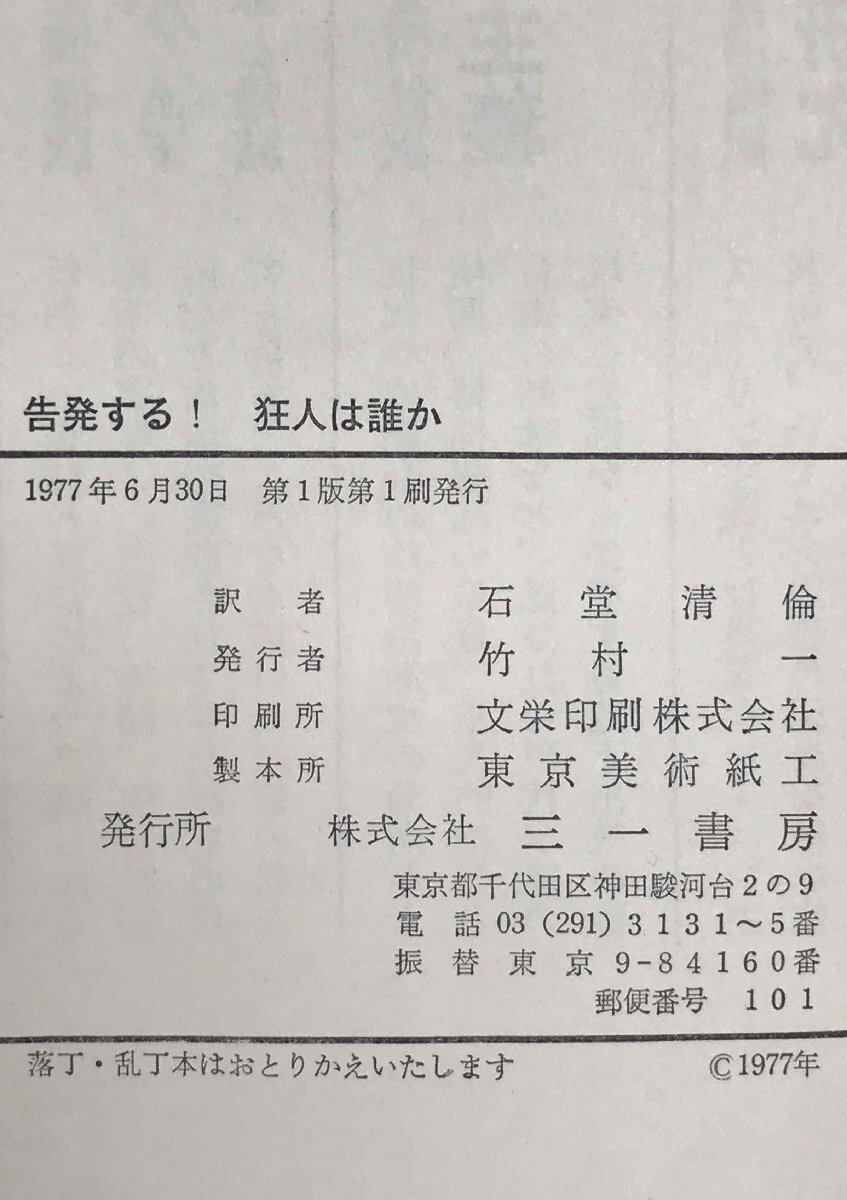 告発する！　狂人は誰か
1977年6月30日　第1版第1刷発行
訳者　石堂清倫
発行者　竹村一
印刷所　文栄印刷株式会社
製本所　東京美術紙工
発行所　株式会社 三一書房
東京都千代田区神田駿河台2の9
電話 03 (291) 3131〜5番
振替東京 9-84160番
郵便番号　101
落丁・乱丁本はおとりかえいたします　©1977年